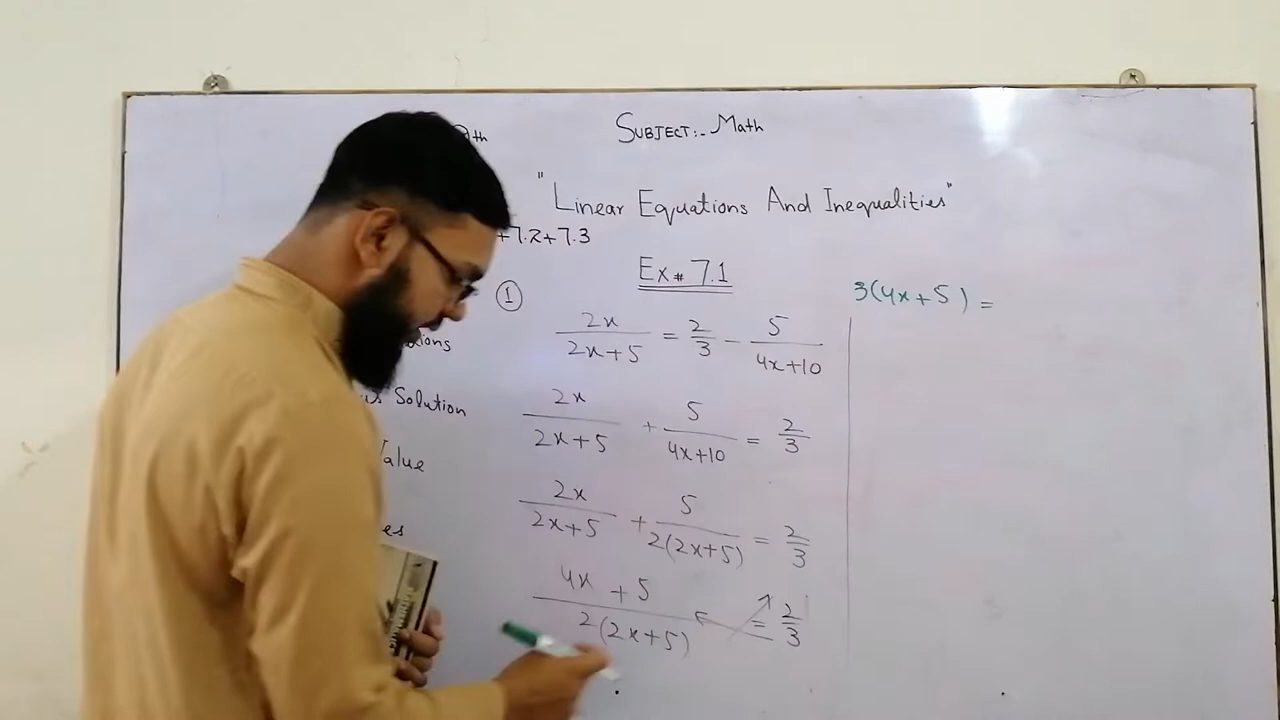 9th
SUBJECT:- Math
"Linear Equations And Inequalities"
+7.2+7.3
Ex# 7.1
①
2x/(2x+5) = 2/3 - 5/(4x+10)
2x/(2x+5) + 5/(4x+10) = 2/3
2x/(2x+5) + 5/(2(2x+5)) = 2/3
(4x+5)/(2(2x+5)) = 2/3
3(4x+5) =
Solution
Value